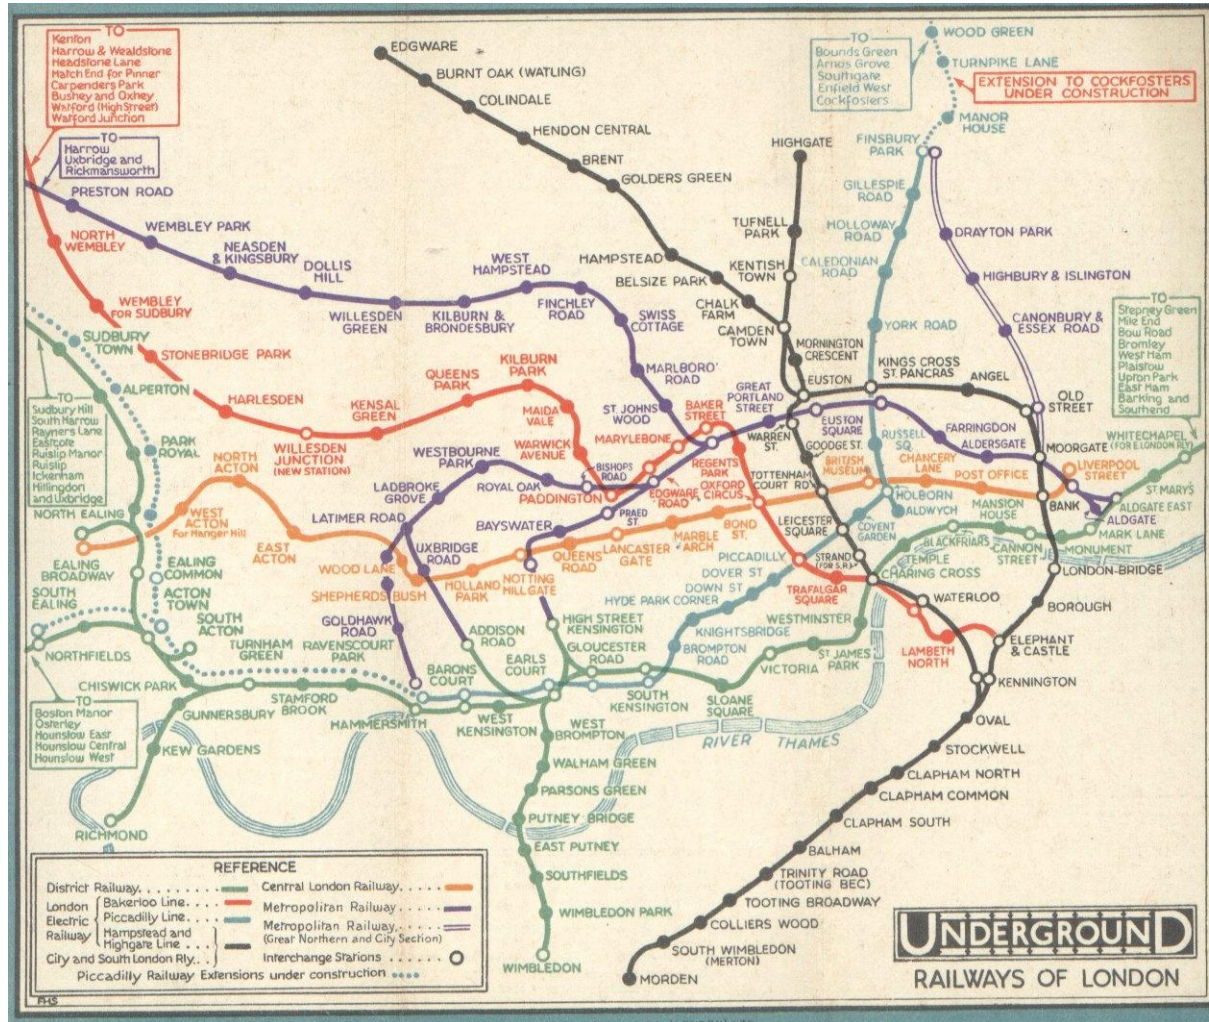 TO
Kenton
Harrow & Wealdstone
Headstone Lane
Hatch End for Pinner
Carpenders Park
Bushey and Oxhey
Watford (High Street)
Watford Junction
TO
Harrow
Uxbridge and
Rickmansworth
PRESTON ROAD
NORTH
WEMBLEY
WEMBLEY PARK
NEASDEN
& KINGSBURY
DOLLIS
HILL
WILLESDEN
GREEN
KILBURN &
BRONDESBURY
WEST
HAMPSTEAD
FINCHLEY
ROAD
SWISS
COTTAGE
MARLBORO'
ROAD
ST. JOHNS
WOOD
EDGWARE
BURNT OAK (WATLING)
COLINDALE
HENDON CENTRAL
BRENT
GOLDERS GREEN
HAMPSTEAD
BELSIZE PARK
CHALK
FARM
CAMDEN
TOWN
HIGHGATE
TUFNELL
PARK
KENTISH
TOWN
MORNINGTON
CRESCENT
EUSTON
TO
Bounds Green
Arnos Grove
Southgate
Enfield West
Cockfosters
WOOD GREEN
TURNPIKE LANE
EXTENSION TO COCKFOSTERS
UNDER CONSTRUCTION
MANOR
HOUSE
FINSBURY
PARK
GILLESPIE
ROAD
HOLLOWAY
ROAD
CALEDONIAN
ROAD
YORK ROAD
KINGS CROSS
ST. PANCRAS
DRAYTON PARK
HIGHBURY & ISLINGTON
CANONBURY &
ESSEX ROAD
ANGEL
OLD
STREET
MOORGATE
TO
Stepney Green
Mile End
Bow Road
Bromley
West Ham
Plaistow
Upton Park
East Ham
Barking and
Southend
WHITECHAPEL
(FOR E LONDON RLY)
ST MARY'S
ALDGATE EAST
ALDGATE
LIVERPOOL
STREET
BANK
MARK LANE
MONUMENT
CANNON
STREET
MANSION
HOUSE
BLACKFRIARS
TEMPLE
CHARING CROSS
WEMBLEY
FOR SUDBURY
STONEBRIDGE PARK
HARLESDEN
WILLESDEN
JUNCTION
(NEW STATION)
KENSAL
GREEN
QUEENS
PARK
KILBURN
PARK
MAIDA
VALE
WARWICK
AVENUE
PADDINGTON
EDGWARE
ROAD
MARYLEBONE
BAKER
STREET
REGENTS
PARK
OXFORD
CIRCUS
GREAT
PORTLAND
STREET
WARREN
ST.
EUSTON
SQUARE
GOODGE ST.
TOTTENHAM
COURT RD
RUSSELL
SQ.
FARRINGDON
ALDERSGATE
BRITISH
MUSEUM
CHANCERY
LANE
POST OFFICE
HOLBORN
ALDWYCH
COVENT
GARDEN
LEICESTER
SQUARE
STRAND
(FOR S.R.)
SUDBURY
TOWN
ALPERTON
PARK
ROYAL
TO
Sudbury Hill
South Harrow
Rayners Lane
Eastcote
Ruislip Manor
Ruislip
Ickenham
Hillingdon
and Uxbridge
NORTH EALING
EALING
BROADWAY
NORTH
ACTON
WEST
ACTON
For Hanger Hill
EAST
ACTON
WOOD LANE
SHEPHERDS BUSH
HOLLAND
PARK
NOTTING
HILL GATE
QUEENS
ROAD
LANCASTER
GATE
MARBLE
ARCH
BOND
ST.
WESTBOURNE
PARK
ROYAL OAK
BISHOPS
ROAD
PRAED
ST.
BAYSWATER
LADBROKE
GROVE
LATIMER ROAD
UXBRIDGE
ROAD
GOLDHAWK
ROAD
ADDISON
ROAD
SOUTH
EALING
EALING
COMMON
ACTON
TOWN
SOUTH
ACTON
NORTHFIELDS
TURNHAM
GREEN
RAVENSCOURT
PARK
CHISWICK PARK
GUNNERSBURY
STAMFORD
BROOK
HAMMERSMITH
KEW GARDENS
RICHMOND
TO
Boston Manor
Osterley
Hounslow East
Hounslow Central
Hounslow West
BARONS
COURT
WEST
KENSINGTON
EARLS
COURT
HIGH STREET
KENSINGTON
GLOUCESTER
ROAD
SOUTH
KENSINGTON
SLOANE
SQUARE
VICTORIA
ST JAMES
PARK
WESTMINSTER
BROMPTON
ROAD
KNIGHTSBRIDGE
HYDE PARK CORNER
DOWN ST
DOVER ST
PICCADILLY
TRAFALGAR
SQUARE
WATERLOO
LAMBETH
NORTH
LONDON-BRIDGE
BOROUGH
ELEPHANT
& CASTLE
KENNINGTON
OVAL
STOCKWELL
CLAPHAM NORTH
CLAPHAM COMMON
CLAPHAM SOUTH
BALHAM
TRINITY ROAD
(TOOTING BEC)
TOOTING BROADWAY
COLLIERS WOOD
SOUTH WIMBLEDON
(MERTON)
MORDEN
RIVER THAMES
WEST
BROMPTON
WALHAM GREEN
PARSONS GREEN
PUTNEY BRIDGE
EAST PUTNEY
SOUTHFIELDS
WIMBLEDON PARK
WIMBLEDON
REFERENCE
District Railway
London Electric Railway
Bakerloo Line
Piccadilly Line
Hampstead and
Highgate Line
City and South London Rly.
Central London Railway
Metropolitan Railway
Metropolitan Railway
(Great Northern and City Section)
Interchange Stations
Piccadilly Railway Extensions under construction
FHS
UNDERGROUND
RAILWAYS OF LONDON